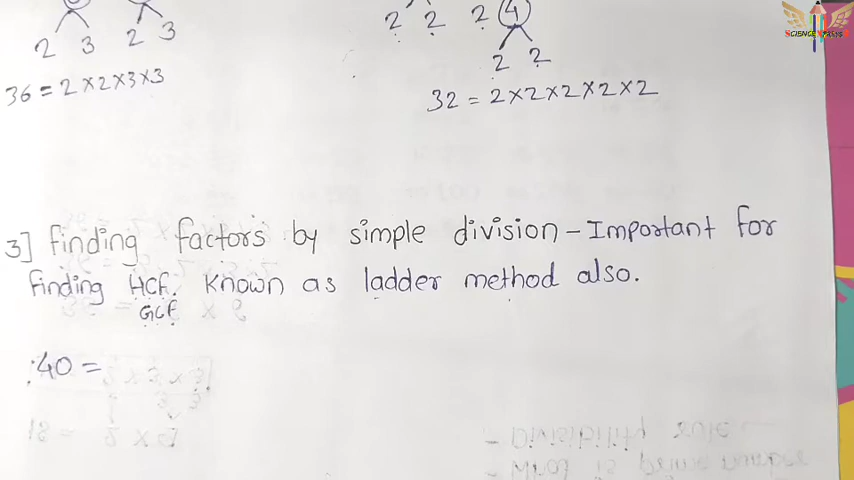 2 3 2 3
2 2 2 4
2 2
36 = 2×2×3×3
32 = 2×2×2×2×2
3] finding factors by simple division – Important for
finding HCF. Known as ladder method also.
GCF
:40 =